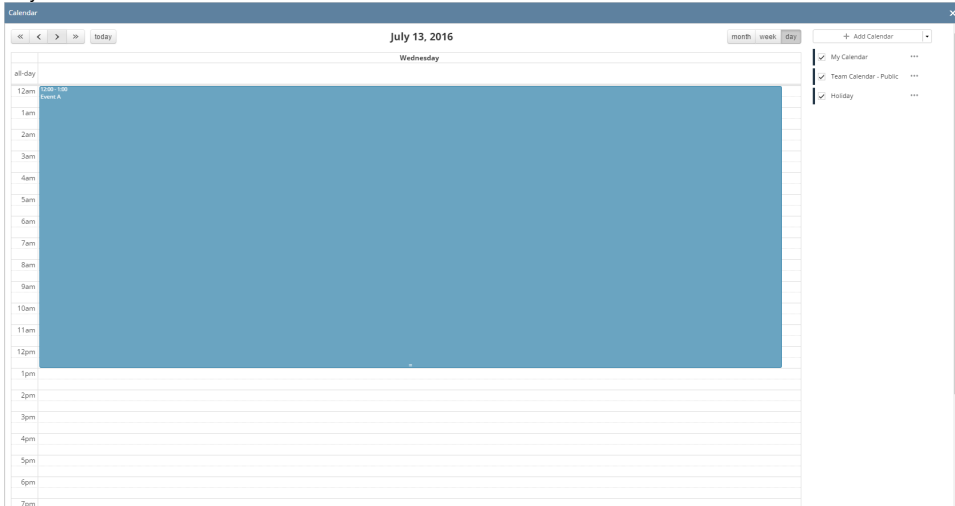 Calendar
today
July 13, 2016
month week day
+ Add Calendar
Wednesday
My Calendar
all-day
Team Calendar - Public
12am
12:00 - 1:00
Event A
Holiday
1am
2am
3am
4am
5am
6am
7am
8am
9am
10am
11am
12pm
1pm
2pm
3pm
4pm
5pm
6pm
7pm